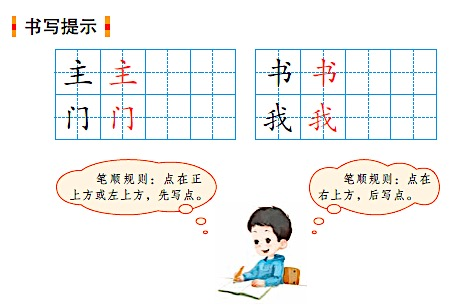 书写提示
主 主 书 书
门 门 我 我
笔顺规则：点在正
上方或左上方，先写点。
笔顺规则：点在
右上方，后写点。